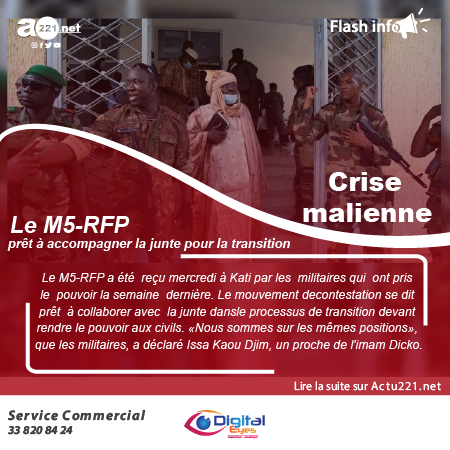 ac221.net
Flash info
Crise
malienne
Le M5-RFP
prêt à accompagner la junte pour la transition
Le M5-RFP a été reçu mercredi à Kati par les militaires qui ont pris
le pouvoir la semaine dernière. Le mouvement decontestation se dit
prêt à collaborer avec la junte dansle processus de transition devant
rendre le pouvoir aux civils. «Nous sommes sur les mêmes positions»,
que les militaires, a déclaré Issa Kaou Djim, un proche de l'imam Dicko.
Lire la suite sur Actu221.net
Service Commercial
33 820 84 24
Digital
Eyes